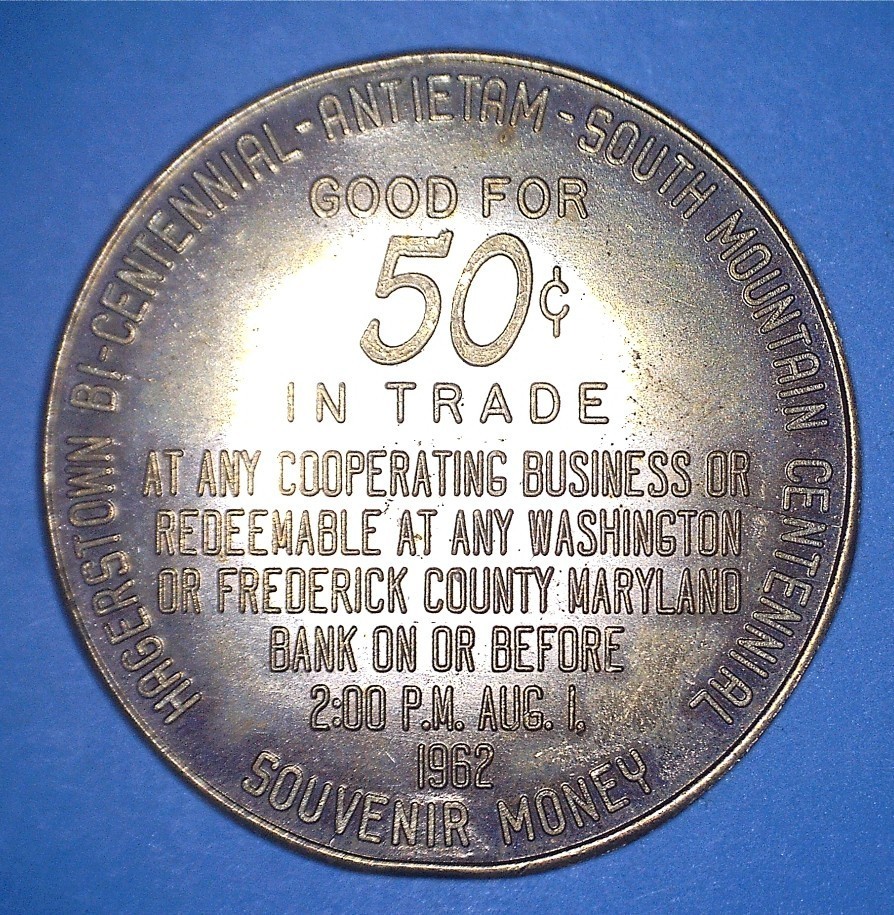 HAGERSTOWN BI-CENTENNIAL-ANTIETAM-SOUTH MOUNTAIN CENTENNIAL
GOOD FOR
50¢
IN TRADE
AT ANY COOPERATING BUSINESS OR
REDEEMABLE AT ANY WASHINGTON
OR FREDERICK COUNTY MARYLAND
BANK ON OR BEFORE
2:00 P.M. AUG. 1,
1962
SOUVENIR MONEY